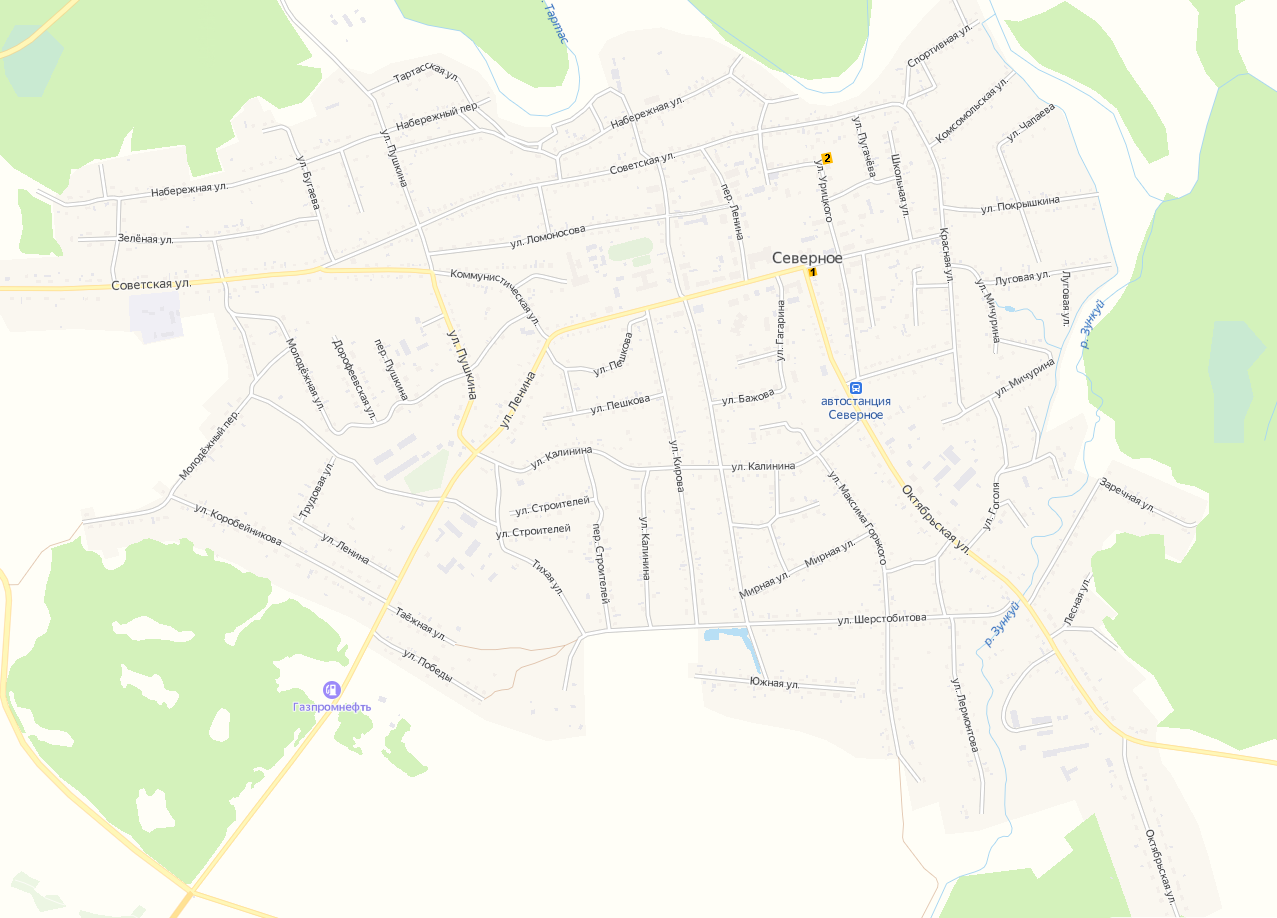 р. Тартас
Спортивная ул.
Тартасская ул.
Комсомольская ул.
Набережный пер.
Набережная ул.
ул. Чапаева
ул. Пушкина
ул. Пугачёва
Советская ул.
2
ул. Бугаева
Школьная ул.
Набережная ул.
ул. Урицкого
пер. Ленина
ул. Покрышкина
Зелёная ул.
ул. Ломоносова
Красная ул.
Северное
1
Коммунистическая ул.
Луговая ул.
Советская ул.
Луговая ул.
ул. Мичурина
р. Зункуй
ул. Гагарина
ул. Пешкова
ул. Пушкина
Молодёжная ул.
Дорофеевская ул.
пер. Пушкина
ул. Мичурина
автостанция
Северное
ул. Ленина
ул. Пешкова
ул. Бажова
Молодёжный пер.
ул. Калинина
ул. Кирова
ул. Калинина
Трудовая ул.
ул. Максима Горького
Октябрьская ул.
ул. Гоголя
Заречная ул.
ул. Строителей
ул. Коробейникова
ул. Строителей
пер. Строителей
ул. Калинина
ул. Ленина
Мирная ул.
Мирная ул.
Тихая ул.
Лесная ул.
Таёжная ул.
ул. Шерстобитова
р. Зункуй
ул. Победы
Южная ул.
ул. Лермонтова
Газпромнефть
Октябрьская ул.